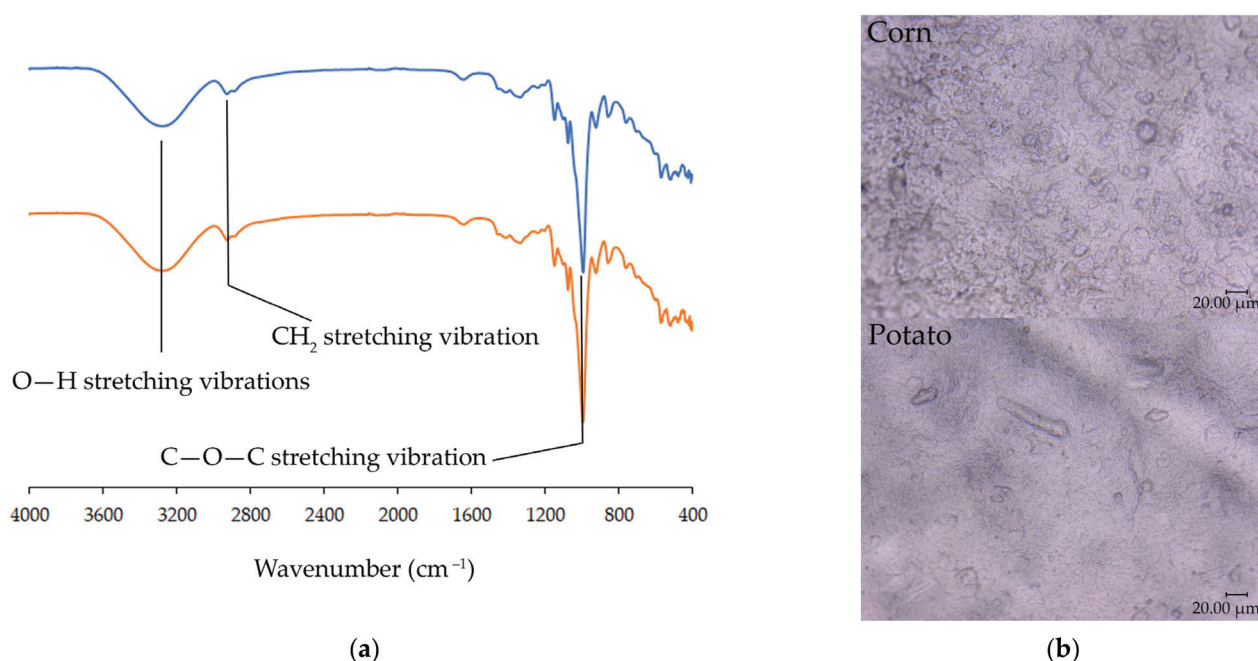 CH₂ stretching vibration
O—H stretching vibrations
C—O—C stretching vibration
4000 3600 3200 2800 2400 2000 1600 1200 800 400
Wavenumber (cm⁻¹)
(a)
Corn
20.00 µm
Potato
20.00 µm
(b)